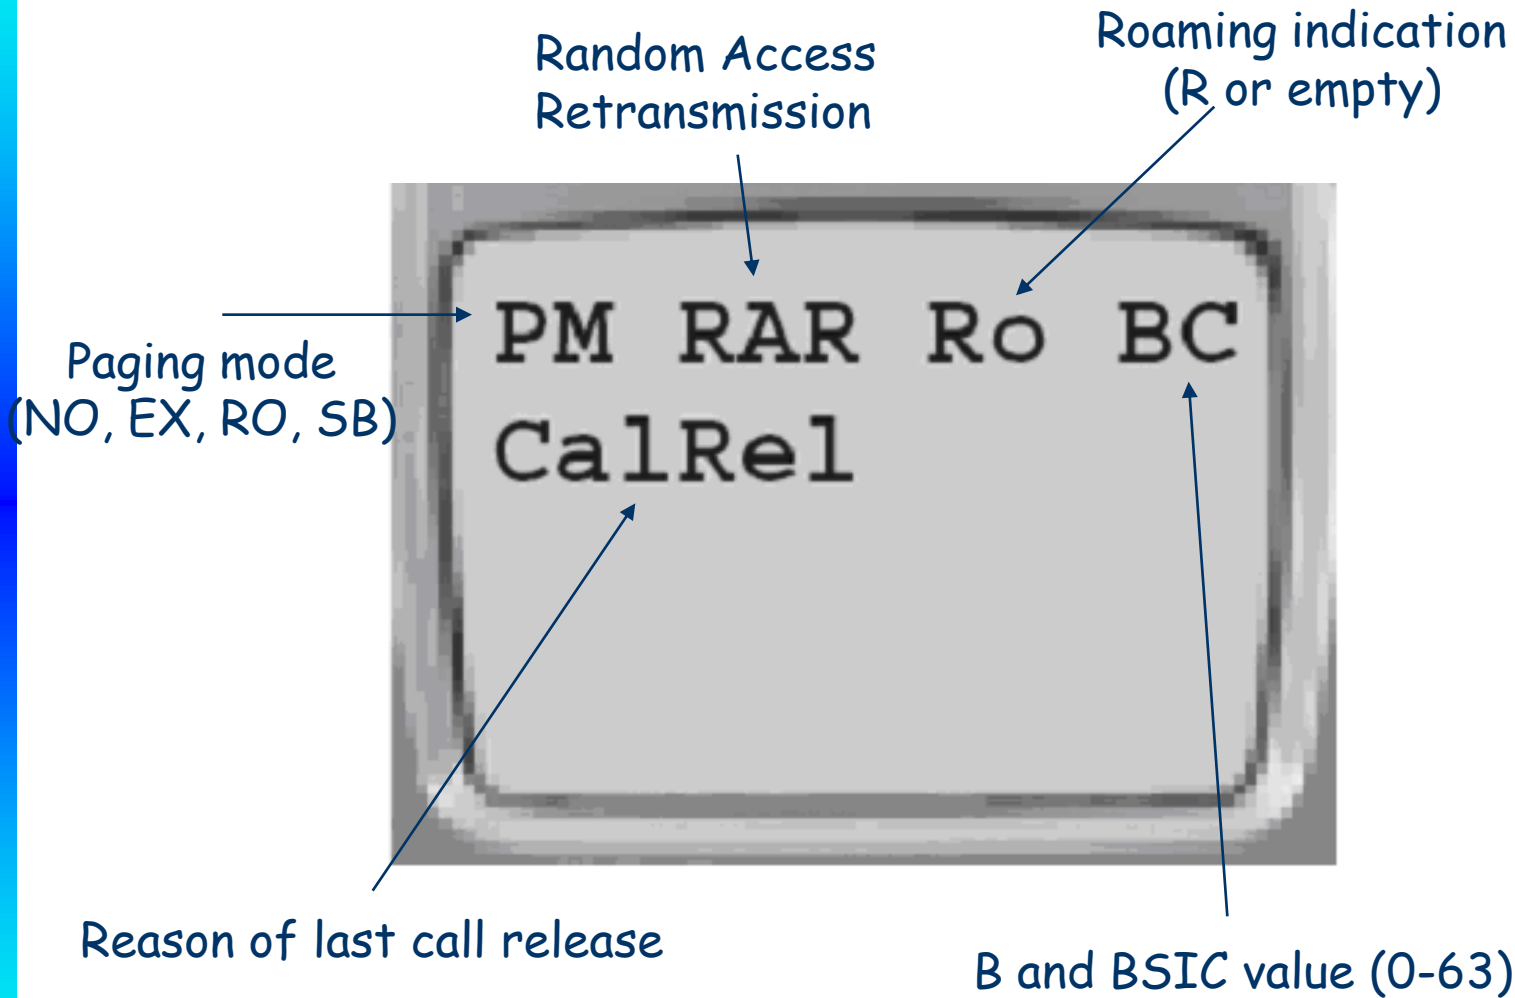 Random Access
Retransmission
Roaming indication
(R or empty)
PM RAR Ro BC
CalRel
Paging mode
(NO, EX, RO, SB)
Reason of last call release
B and BSIC value (0-63)